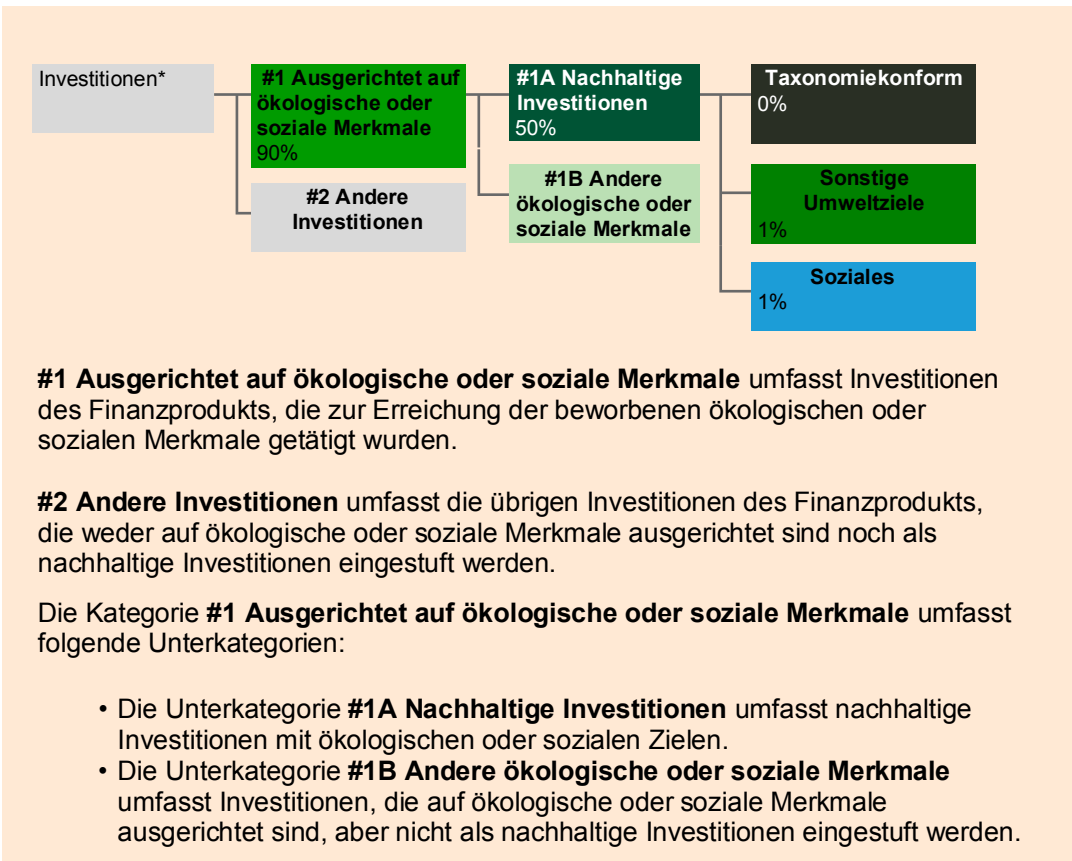 Investitionen*
#1 Ausgerichtet auf
ökologische oder
soziale Merkmale
90%
#2 Andere
Investitionen
#1A Nachhaltige
Investitionen
50%
#1B Andere
ökologische oder
soziale Merkmale
Taxonomiekonform
0%
Sonstige
Umweltziele
1%
Soziales
1%
#1 Ausgerichtet auf ökologische oder soziale Merkmale umfasst Investitionen
des Finanzprodukts, die zur Erreichung der beworbenen ökologischen oder
sozialen Merkmale getätigt wurden.
#2 Andere Investitionen umfasst die übrigen Investitionen des Finanzprodukts,
die weder auf ökologische oder soziale Merkmale ausgerichtet sind noch als
nachhaltige Investitionen eingestuft werden.
Die Kategorie #1 Ausgerichtet auf ökologische oder soziale Merkmale umfasst
folgende Unterkategorien:
• Die Unterkategorie #1A Nachhaltige Investitionen umfasst nachhaltige
Investitionen mit ökologischen oder sozialen Zielen.
• Die Unterkategorie #1B Andere ökologische oder soziale Merkmale
umfasst Investitionen, die auf ökologische oder soziale Merkmale
ausgerichtet sind, aber nicht als nachhaltige Investitionen eingestuft werden.